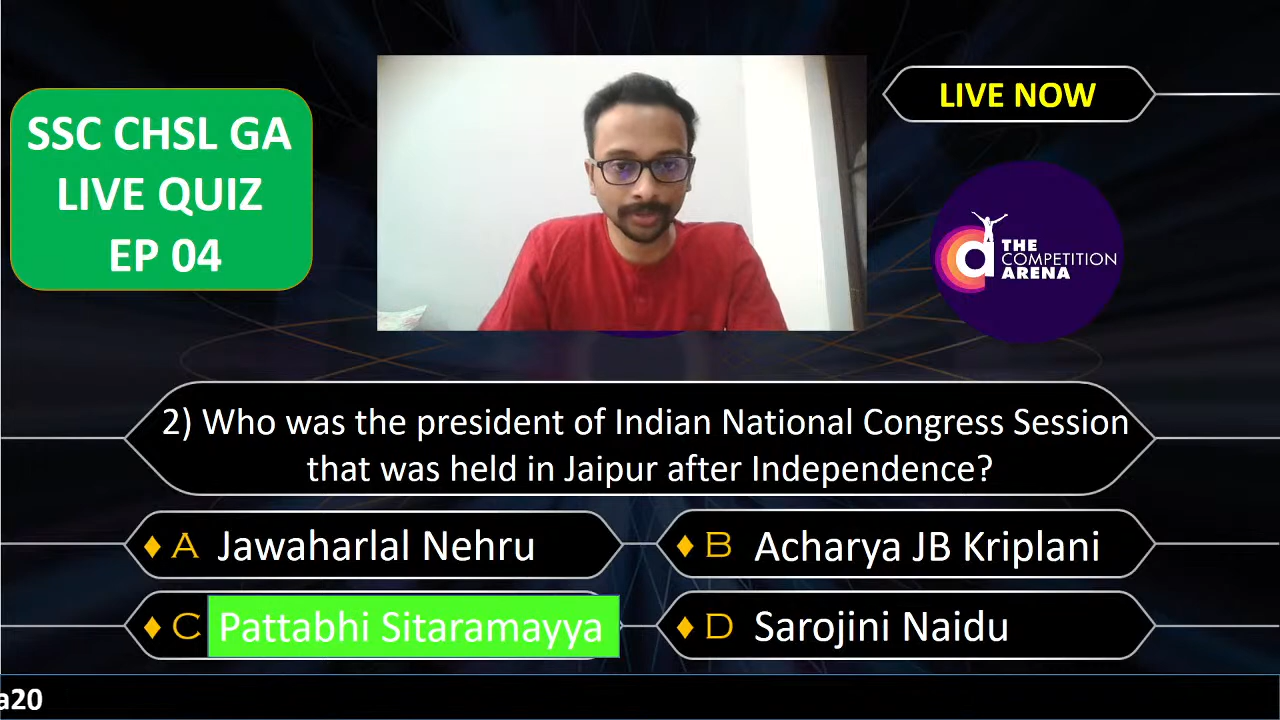 SSC CHSL GA
LIVE QUIZ
EP 04
LIVE NOW
THE
COMPETITION
ARENA
2) Who was the president of Indian National Congress Session
that was held in Jaipur after Independence?
A Jawaharlal Nehru
B Acharya JB Kriplani
C Pattabhi Sitaramayya
D Sarojini Naidu
a20